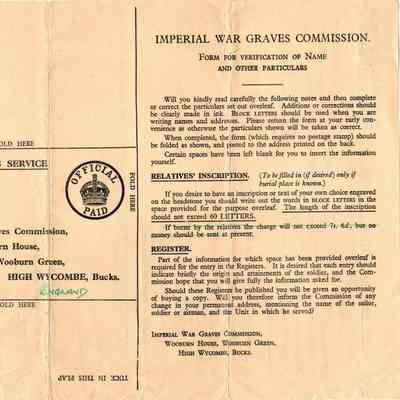 OLD HERE
S SERVICE
OFFICIAL
PAID
FOLD HERE
ves Commission,
rn House,
Wooburn Green,
HIGH WYCOMBE, Bucks.
ENGLAND
OLD HERE
TUCK IN THIS FLAP
IMPERIAL WAR GRAVES COMMISSION.
FORM FOR VERIFICATION OF NAME
AND OTHER PARTICULARS
Will you kindly read carefully the following notes and then complete
or correct the particulars set out overleaf. Additions or corrections should
be clearly made in ink. BLOCK LETTERS should be used when you are
writing names and addresses. Please return the form at your early con-
venience as otherwise the particulars shown will be taken as correct.
When completed, the form (which requires no postage stamp) should
be folded as shown, and posted to the address printed on the back.
Certain spaces have been left blank for you to insert the information
yourself.
RELATIVES' INSCRIPTION. (To be filled in (if desired) only if
burial place is known.)
If you desire to have an inscription or text of your own choice engraved
on the headstone you should write out the words in BLOCK LETTERS in the
space provided for the purpose overleaf. The length of the inscription
should not exceed 60 LETTERS.
If borne by the relatives the charge will not exceed 7s. 6d., but no
money should be sent at present.
REGISTER.
Part of the information for which space has been provided overleaf is
required for the entry in the Registers. It is desired that each entry should
indicate briefly the origin and attainments of the soldier, and the Com-
mission hope that you will give fully the information asked for.
Should these Registers be published you will be given an opportunity
of buying a copy. Will you therefore inform the Commission of any
change in your permanent address, mentioning the name of the sailor,
soldier or airman, and the Unit in which he served?
IMPERIAL WAR GRAVES COMMISSION,
WOOBURN HOUSE, WOOBURN GREEN,
HIGH WYCOMBE, BUCKS.